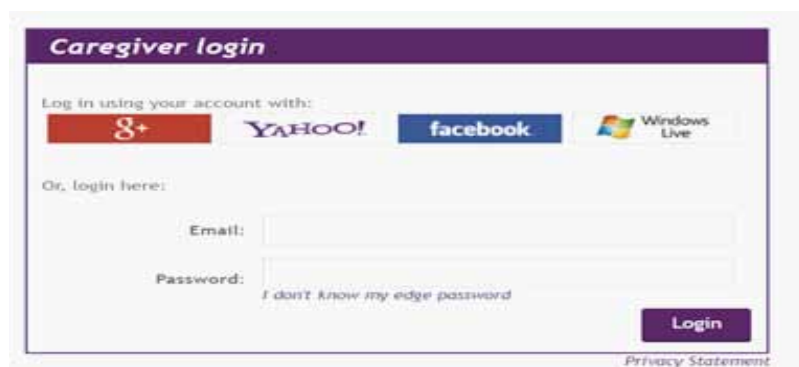 Caregiver login
Log in using your account with:
8+ YAHOO! facebook Windows Live
Or, login here:
Email:
Password:
I don't know my edge password
Login
Privacy Statement